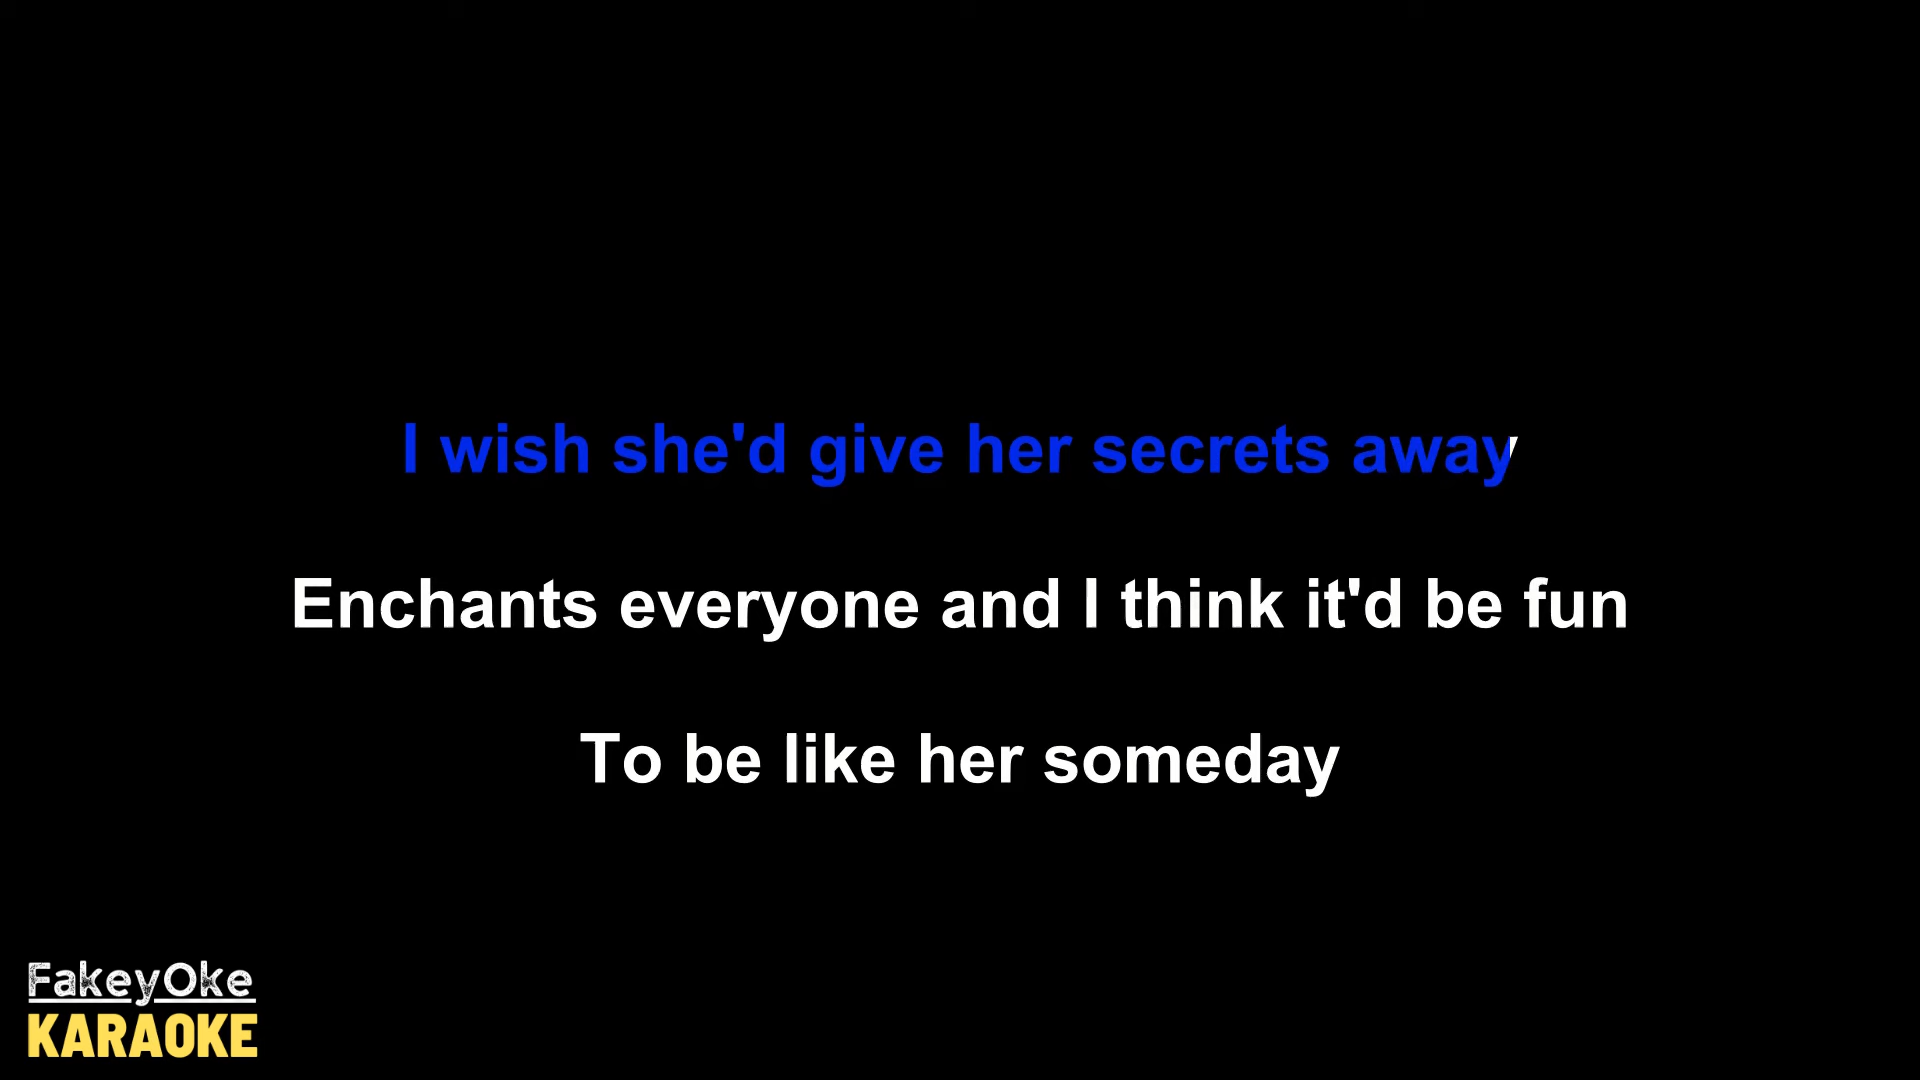 I wish she'd give her secrets away
Enchants everyone and I think it'd be fun
To be like her someday
FakeyOke
KARAOKE